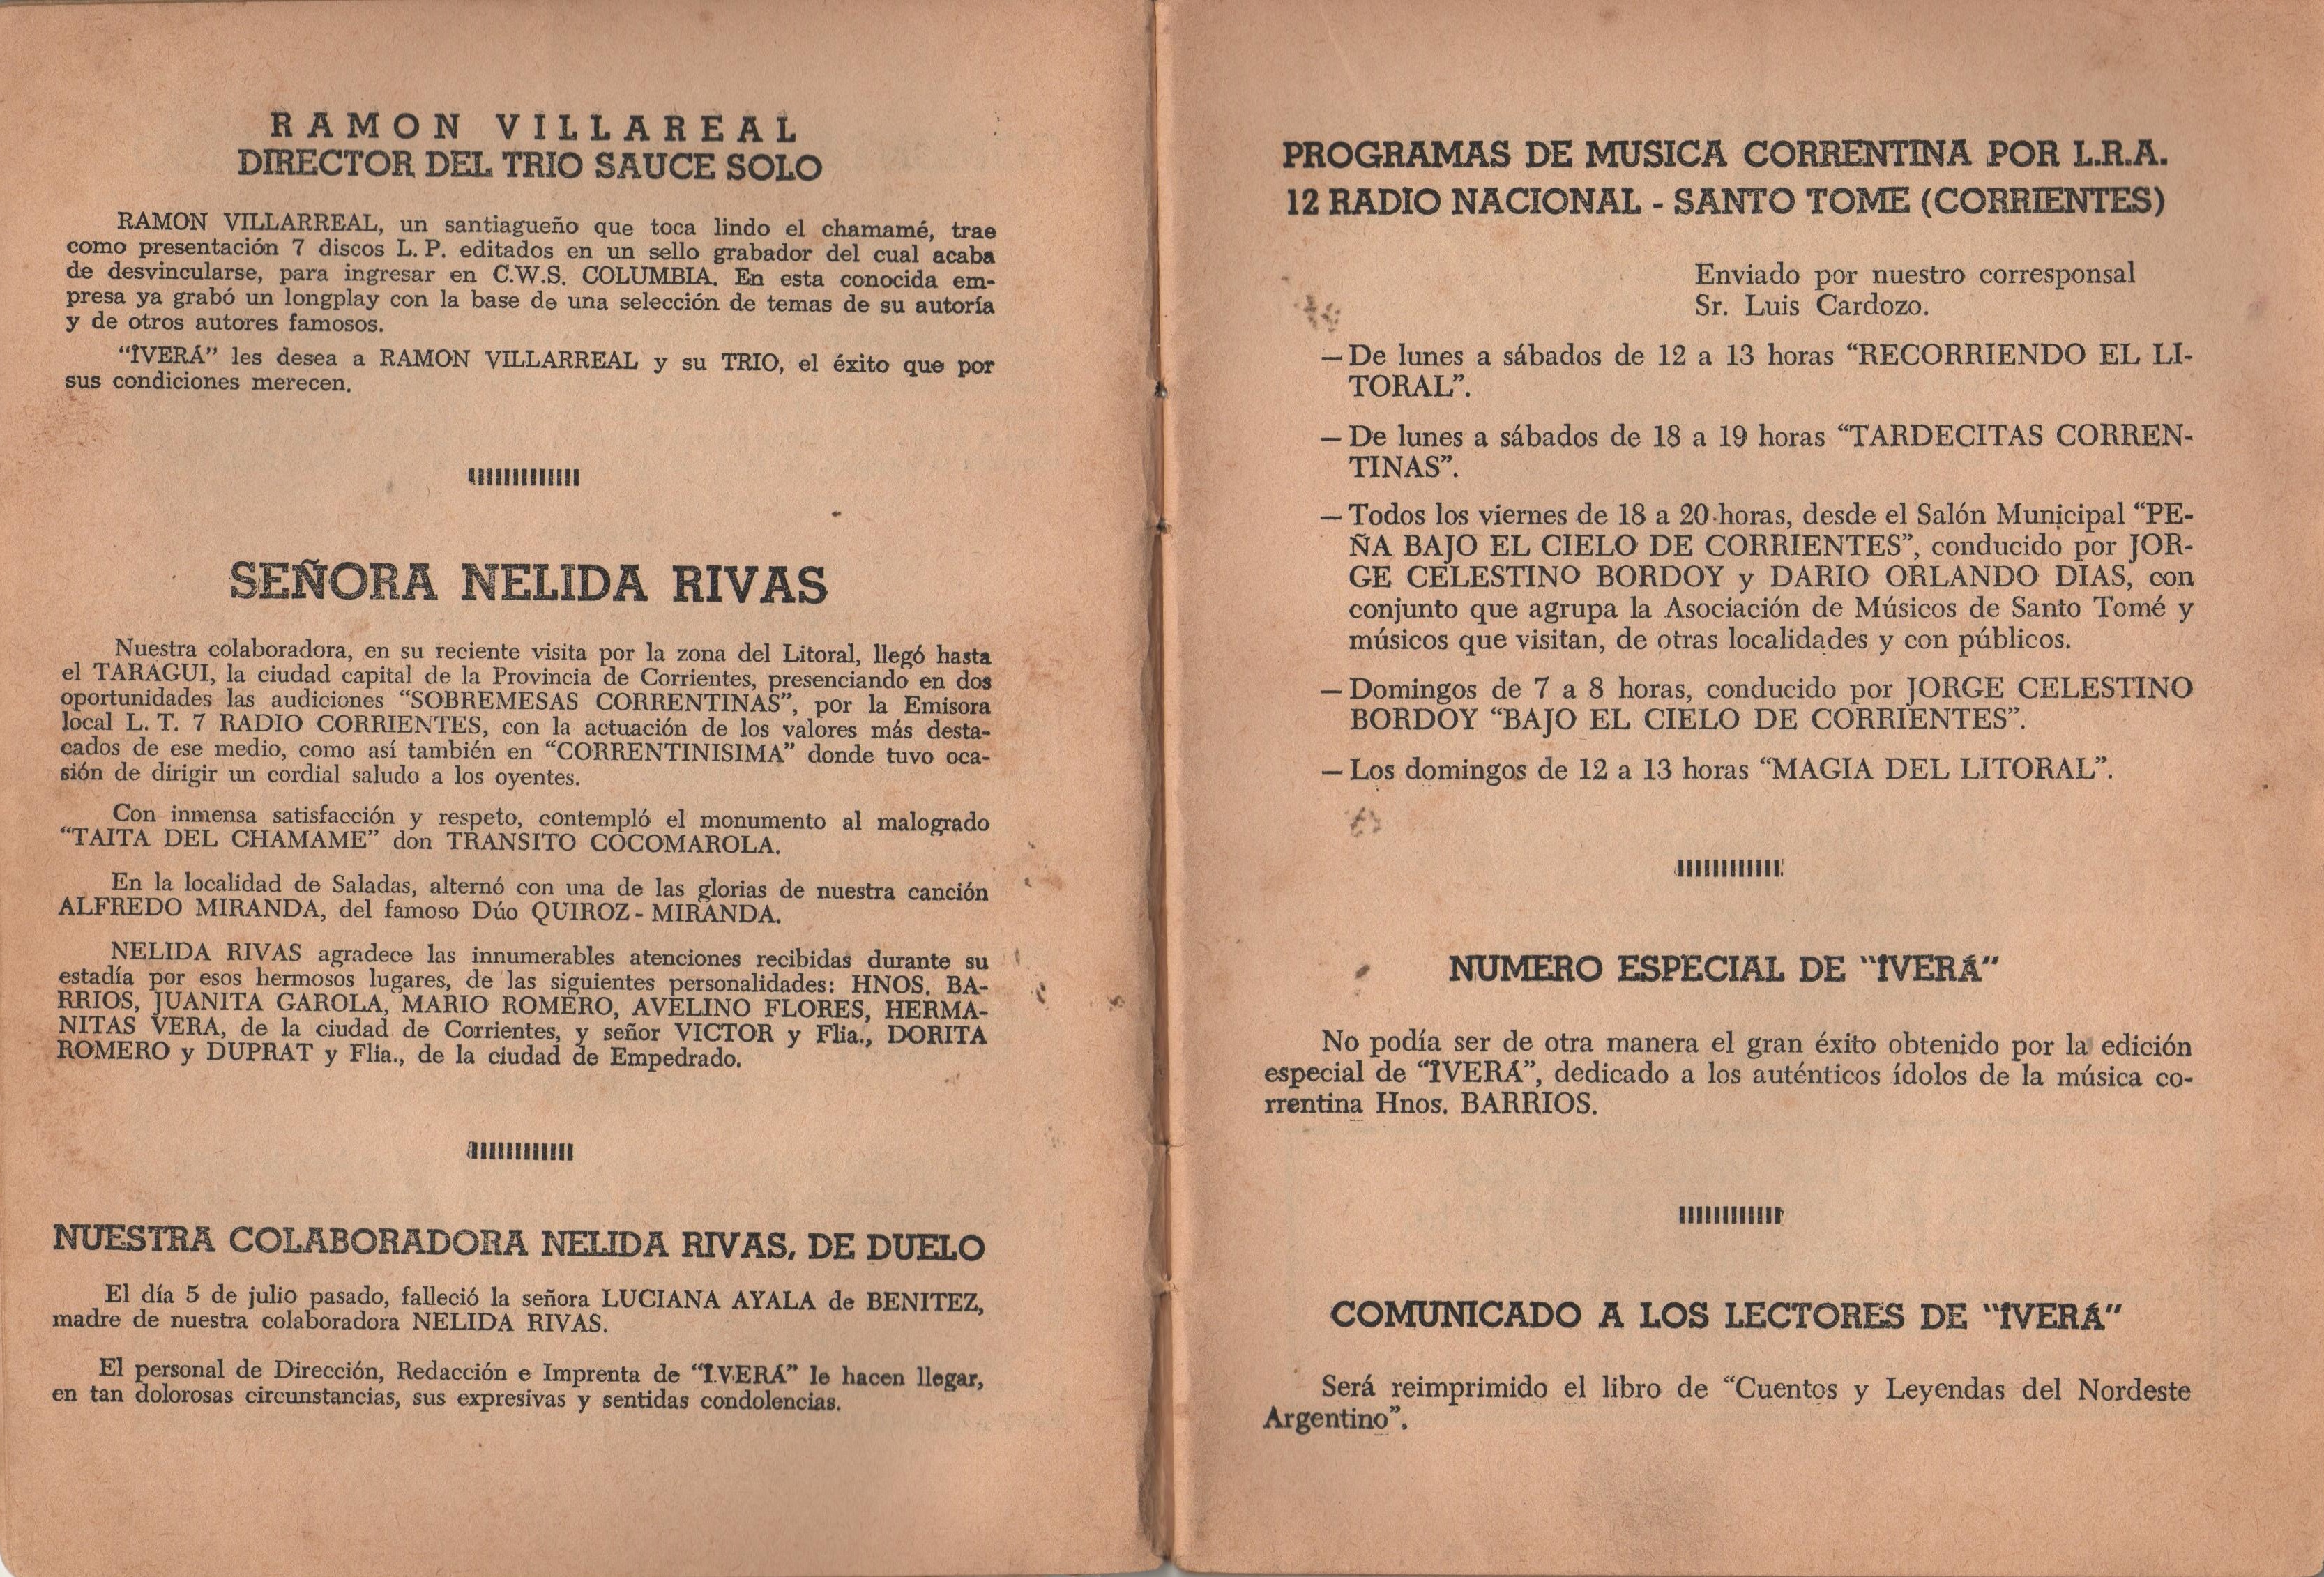 RAMON VILLAREAL
DIRECTOR DEL TRIO SAUCE SOLO
RAMON VILLARREAL, un santiagueño que toca lindo el chamamé, trae
como presentación 7 discos L. P. editados en un sello grabador del cual acaba
de desvincularse, para ingresar en C.W.S. COLUMBIA. En esta conocida em-
presa ya grabó un longplay con la base de una selección de temas de su autoría
y de otros autores famosos.
“ÎVERÁ” les desea a RAMON VILLARREAL y su TRIO, el éxito que por
sus condiciones merecen.
SEÑORA NELIDA RIVAS
Nuestra colaboradora, en su reciente visita por la zona del Litoral, llegó hasta
el TARAGUI, la ciudad capital de la Provincia de Corrientes, presenciando en dos
oportunidades las audiciones “SOBREMESAS CORRENTINAS”, por la Emisora
local L. T. 7 RADIO CORRIENTES, con la actuación de los valores más desta-
cados de ese medio, como así también en “CORRENTINISIMA” donde tuvo oca-
sión de dirigir un cordial saludo a los oyentes.
Con inmensa satisfacción y respeto, contempló el monumento al malogrado
“TAITA DEL CHAMAME” don TRANSITO COCOMAROLA.
En la localidad de Saladas, alternó con una de las glorias de nuestra canción
ALFREDO MIRANDA, del famoso Dúo QUIROZ - MIRANDA.
NELIDA RIVAS agradece las innumerables atenciones recibidas durante su
estadía por esos hermosos lugares, de las siguientes personalidades: HNOS. BA-
RRIOS, JUANITA GAROLA, MARIO ROMERO, AVELINO FLORES, HERMA-
NITAS VERA, de la ciudad de Corrientes, y señor VICTOR y Flia., DORITA
ROMERO y DUPRAT y Flia., de la ciudad de Empedrado.
NUESTRA COLABORADORA NELIDA RIVAS, DE DUELO
El día 5 de julio pasado, falleció la señora LUCIANA AYALA de BENITEZ,
madre de nuestra colaboradora NELIDA RIVAS.
El personal de Dirección, Redacción e Imprenta de “ÎVERÁ” le hacen llegar,
en tan dolorosas circunstancias, sus expresivas y sentidas condolencias.
PROGRAMAS DE MUSICA CORRENTINA POR L.R.A.
12 RADIO NACIONAL - SANTO TOME (CORRIENTES)
Enviado por nuestro corresponsal
Sr. Luis Cardozo.
— De lunes a sábados de 12 a 13 horas “RECORRIENDO EL LI-
TORAL”.
— De lunes a sábados de 18 a 19 horas “TARDECITAS CORREN-
TINAS”.
— Todos los viernes de 18 a 20 horas, desde el Salón Municipal “PE-
ÑA BAJO EL CIELO DE CORRIENTES”, conducido por JOR-
GE CELESTINO BORDOY y DARIO ORLANDO DIAS, con
conjunto que agrupa la Asociación de Músicos de Santo Tomé y
músicos que visitan, de otras localidades y con públicos.
— Domingos de 7 a 8 horas, conducido por JORGE CELESTINO
BORDOY “BAJO EL CIELO DE CORRIENTES”.
— Los domingos de 12 a 13 horas “MAGIA DEL LITORAL”.
NUMERO ESPECIAL DE “ÎVERÁ”
No podía ser de otra manera el gran éxito obtenido por la edición
especial de “ÎVERÁ”, dedicado a los auténticos ídolos de la música co-
rrentina Hnos. BARRIOS.
COMUNICADO A LOS LECTORES DE “ÎVERÁ”
Será reimprimido el libro de “Cuentos y Leyendas del Nordeste
Argentino”.